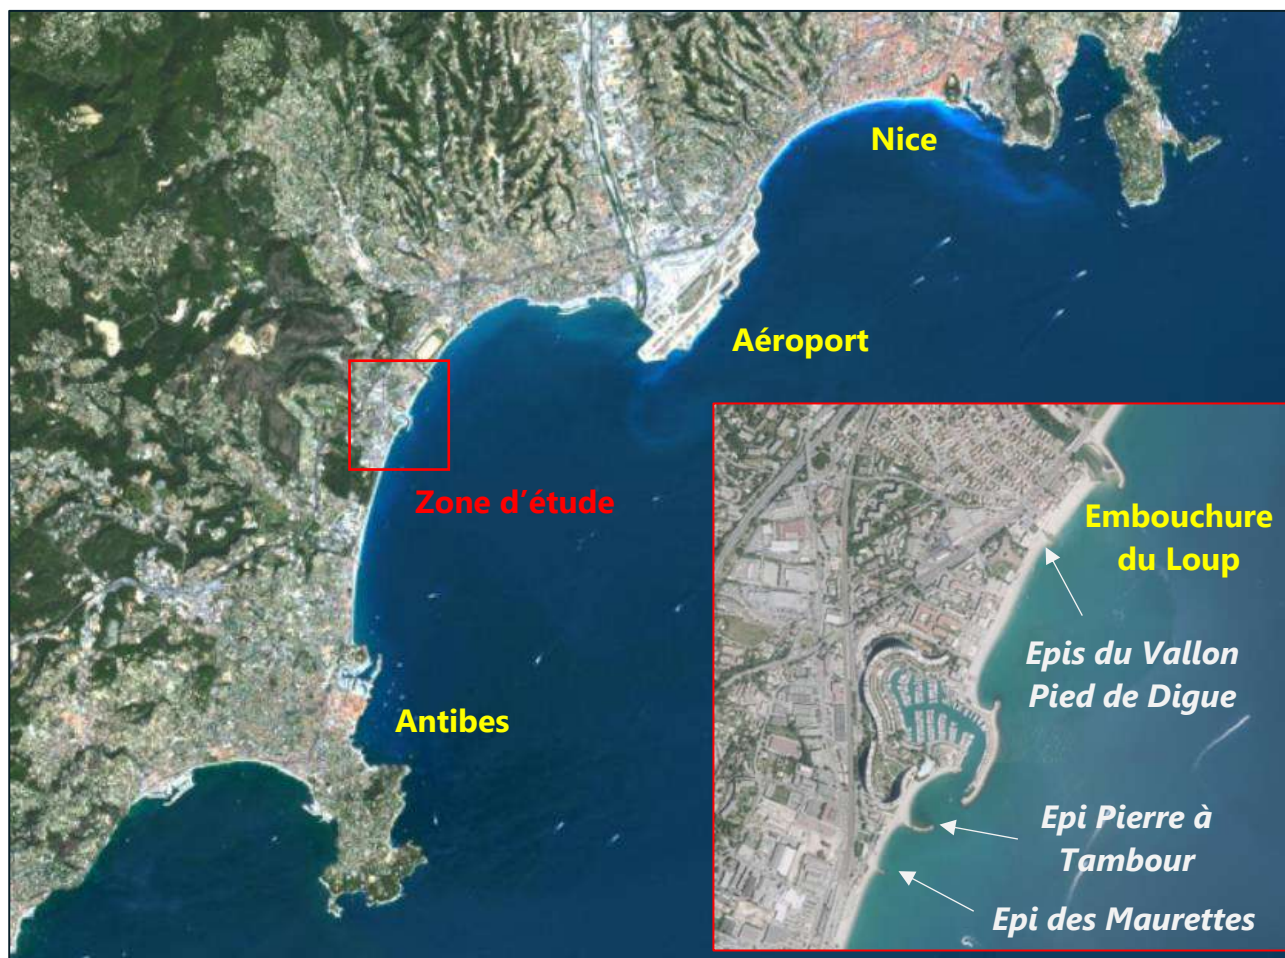 Nice
Aéroport
Zone d'étude
Antibes
Embouchure
du Loup
Epis du Vallon
Pied de Digue
Epi Pierre à
Tambour
Epi des Maurettes